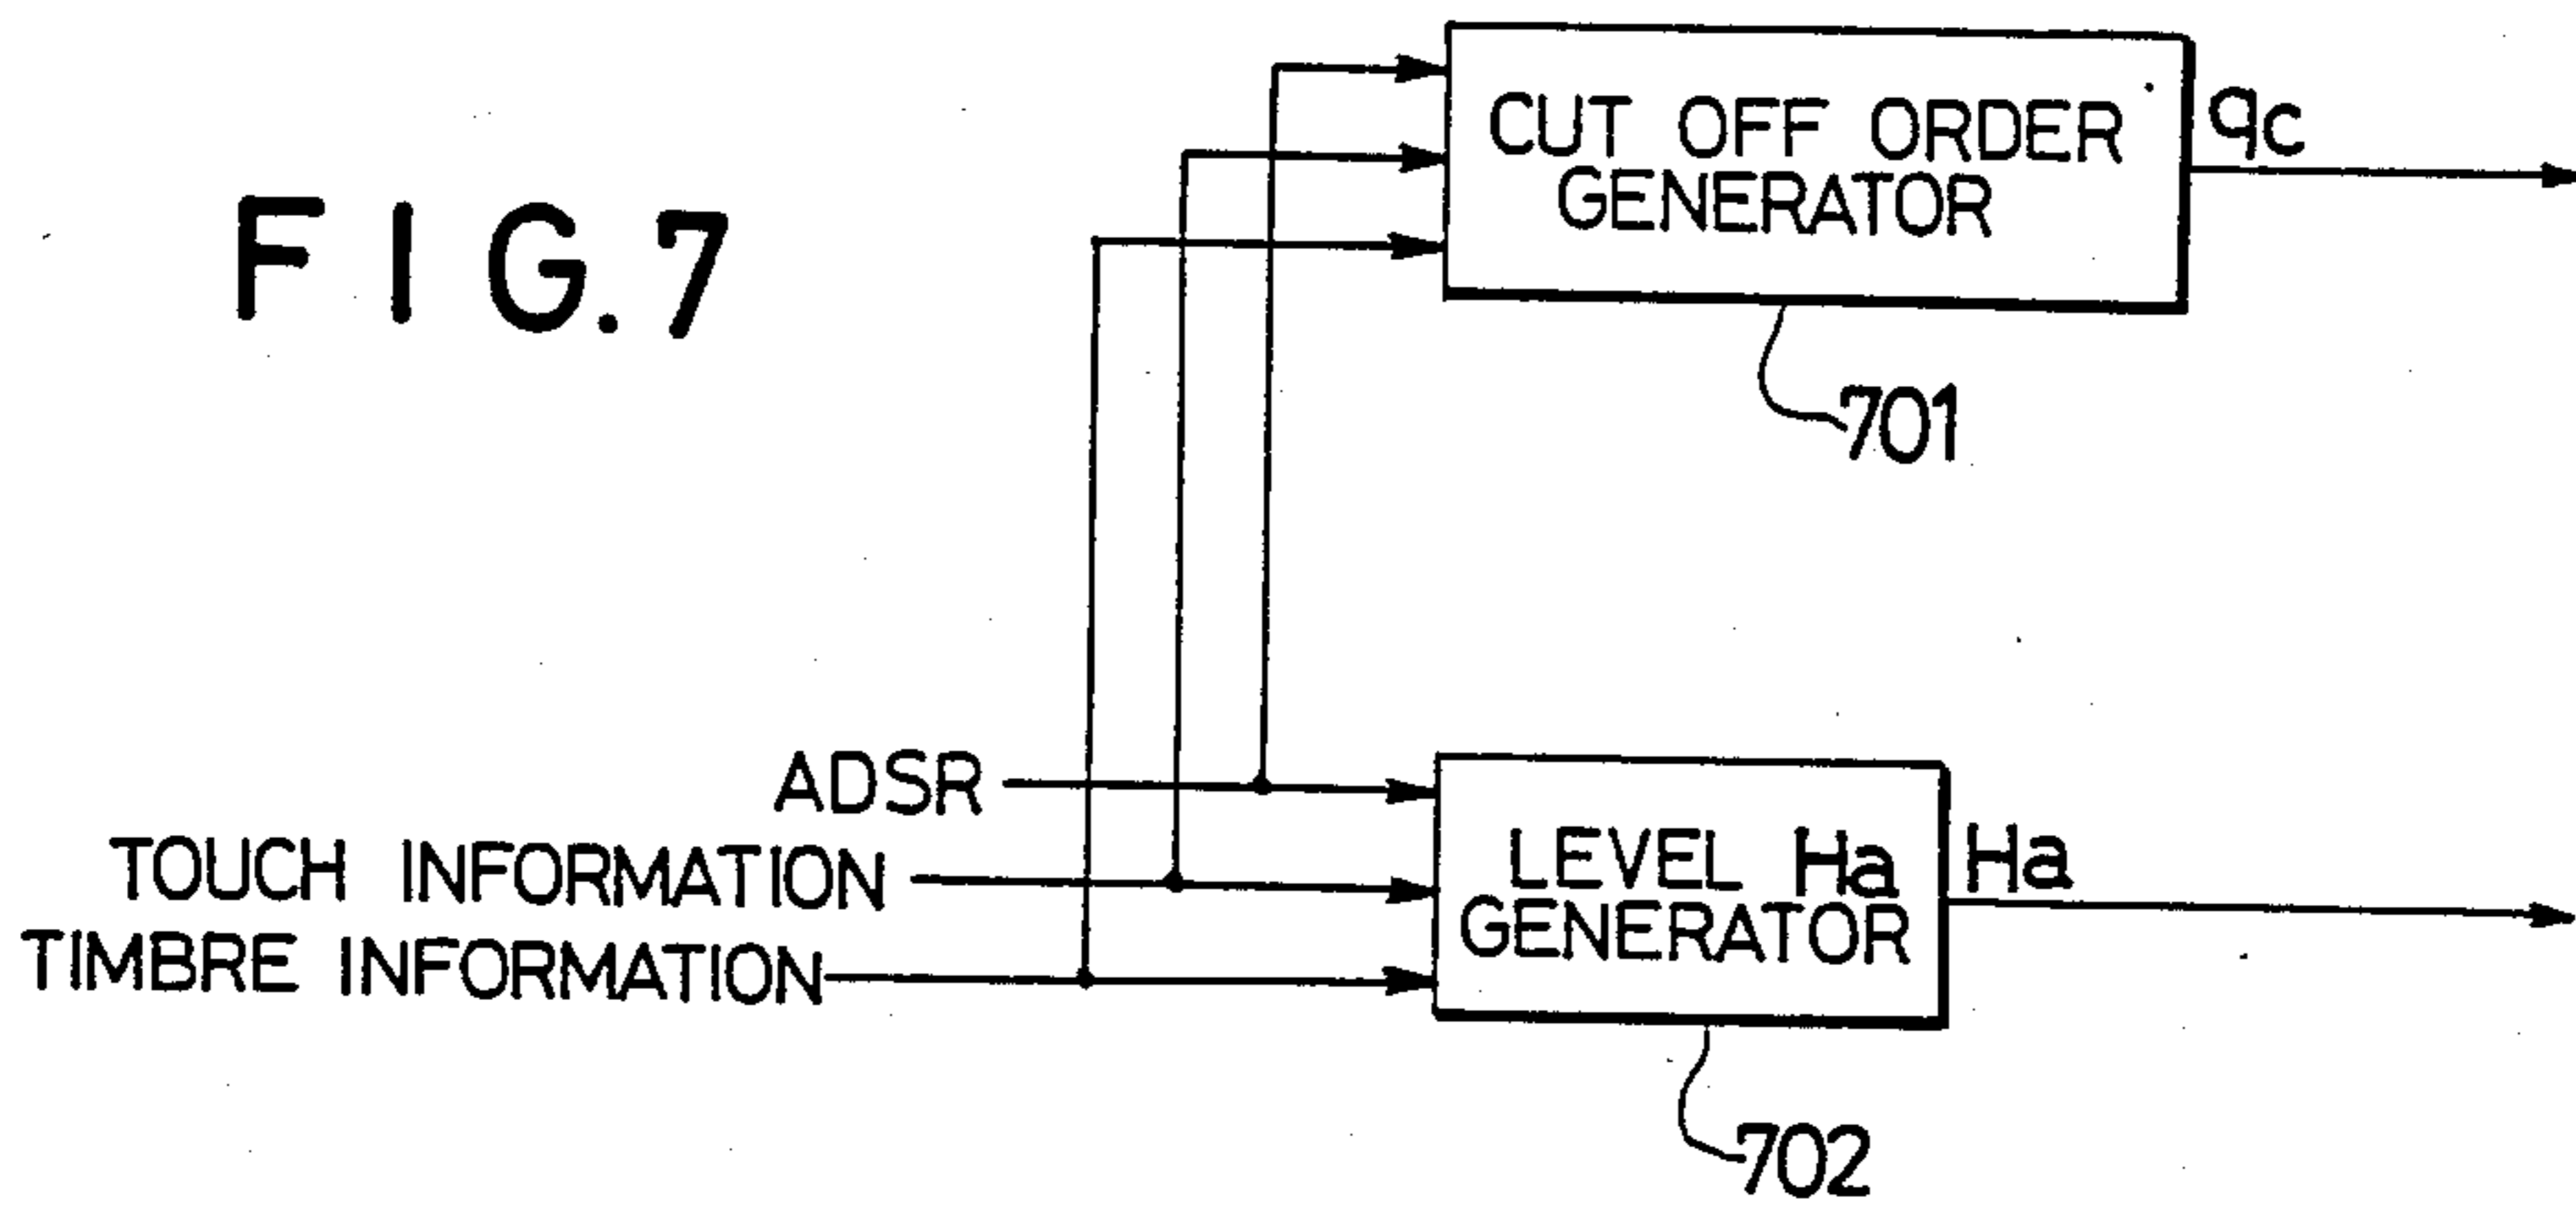 FIG.7
CUT OFF ORDER
GENERATOR
qc
701
ADSR
TOUCH INFORMATION
TIMBRE INFORMATION
LEVEL Ha
GENERATOR
Ha
702